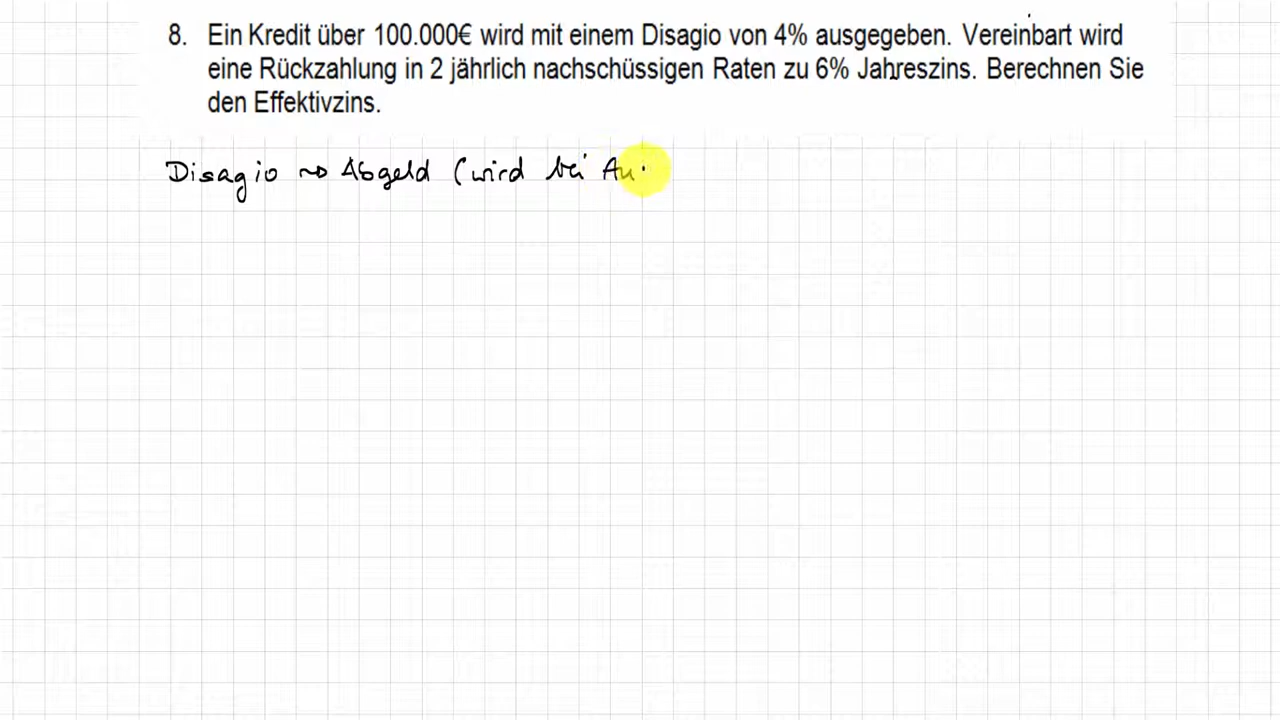 8. Ein Kredit über 100.000€ wird mit einem Disagio von 4% ausgegeben. Vereinbart wird
eine Rückzahlung in 2 jährlich nachschüssigen Raten zu 6% Jahreszins. Berechnen Sie
den Effektivzins.
Disagio ⇝ Abgeld (wird bei